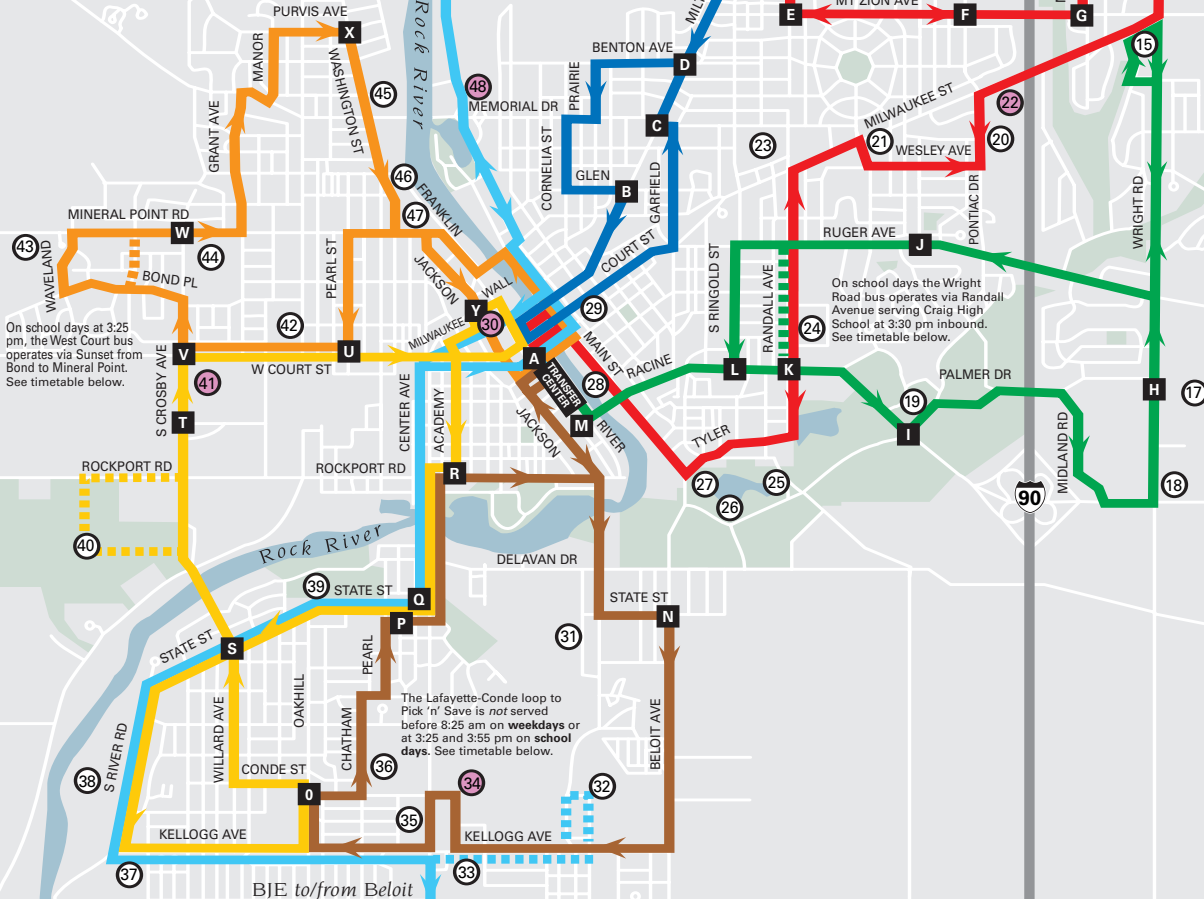 PURVIS AVE
MT ZION AVE
E
F
G
X
Rock River
MANOR
WASHINGTON ST
BENTON AVE
D
15
45
48
PRAIRIE
MEMORIAL DR
22
MILWAUKEE ST
GRANT AVE
CORNELIA ST
C
23
21
20
WESLEY AVE
46
FRANKLIN
GLEN
B
GARFIELD
47
PONTIAC DR
WRIGHT RD
MINERAL POINT RD
W
43
44
WAVELAND
PEARL ST
COURT ST
S RINGOLD ST
RUGER AVE
J
JACKSON
BOND PL
WALL
RANDALL AVE
On school days the Wright
Road bus operates via Randall
Avenue serving Craig High
School at 3:30 pm inbound.
See timetable below.
On school days at 3:25
pm, the West Court bus
operates via Sunset from
Bond to Mineral Point.
See timetable below.
42
Y
30
29
24
MILWAUKEE
MAIN ST
V
U
A
W COURT ST
TRANSFER
CENTER
RACINE
L
K
PALMER DR
S CROSBY AVE
41
28
H
17
T
CENTER AVE
ACADEMY
JACKSON
M
RIVER
19
I
TYLER
MIDLAND RD
ROCKPORT RD
ROCKPORT RD
R
27
25
26
18
90
40
Rock River
DELAVAN DR
39
STATE ST
Q
STATE ST
N
P
31
STATE ST
S
PEARL
The Lafayette-Conde loop to
Pick 'n' Save is not served
before 8:25 am on weekdays or
at 3:25 and 3:55 pm on school
days. See timetable below.
OAKHILL
WILLARD AVE
CHATHAM
BELOIT AVE
S RIVER RD
38
CONDE ST
36
34
32
0
35
KELLOGG AVE
KELLOGG AVE
37
33
BJE to/from Beloit